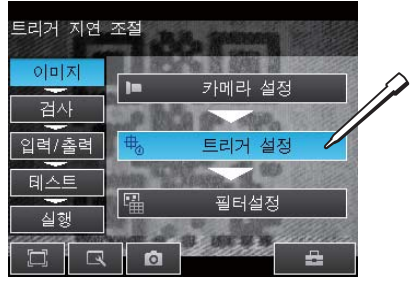 트리거 지연 조절
이미지
카메라 설정
검사
입력/출력
트리거 설정
테스트
필터설정
실행